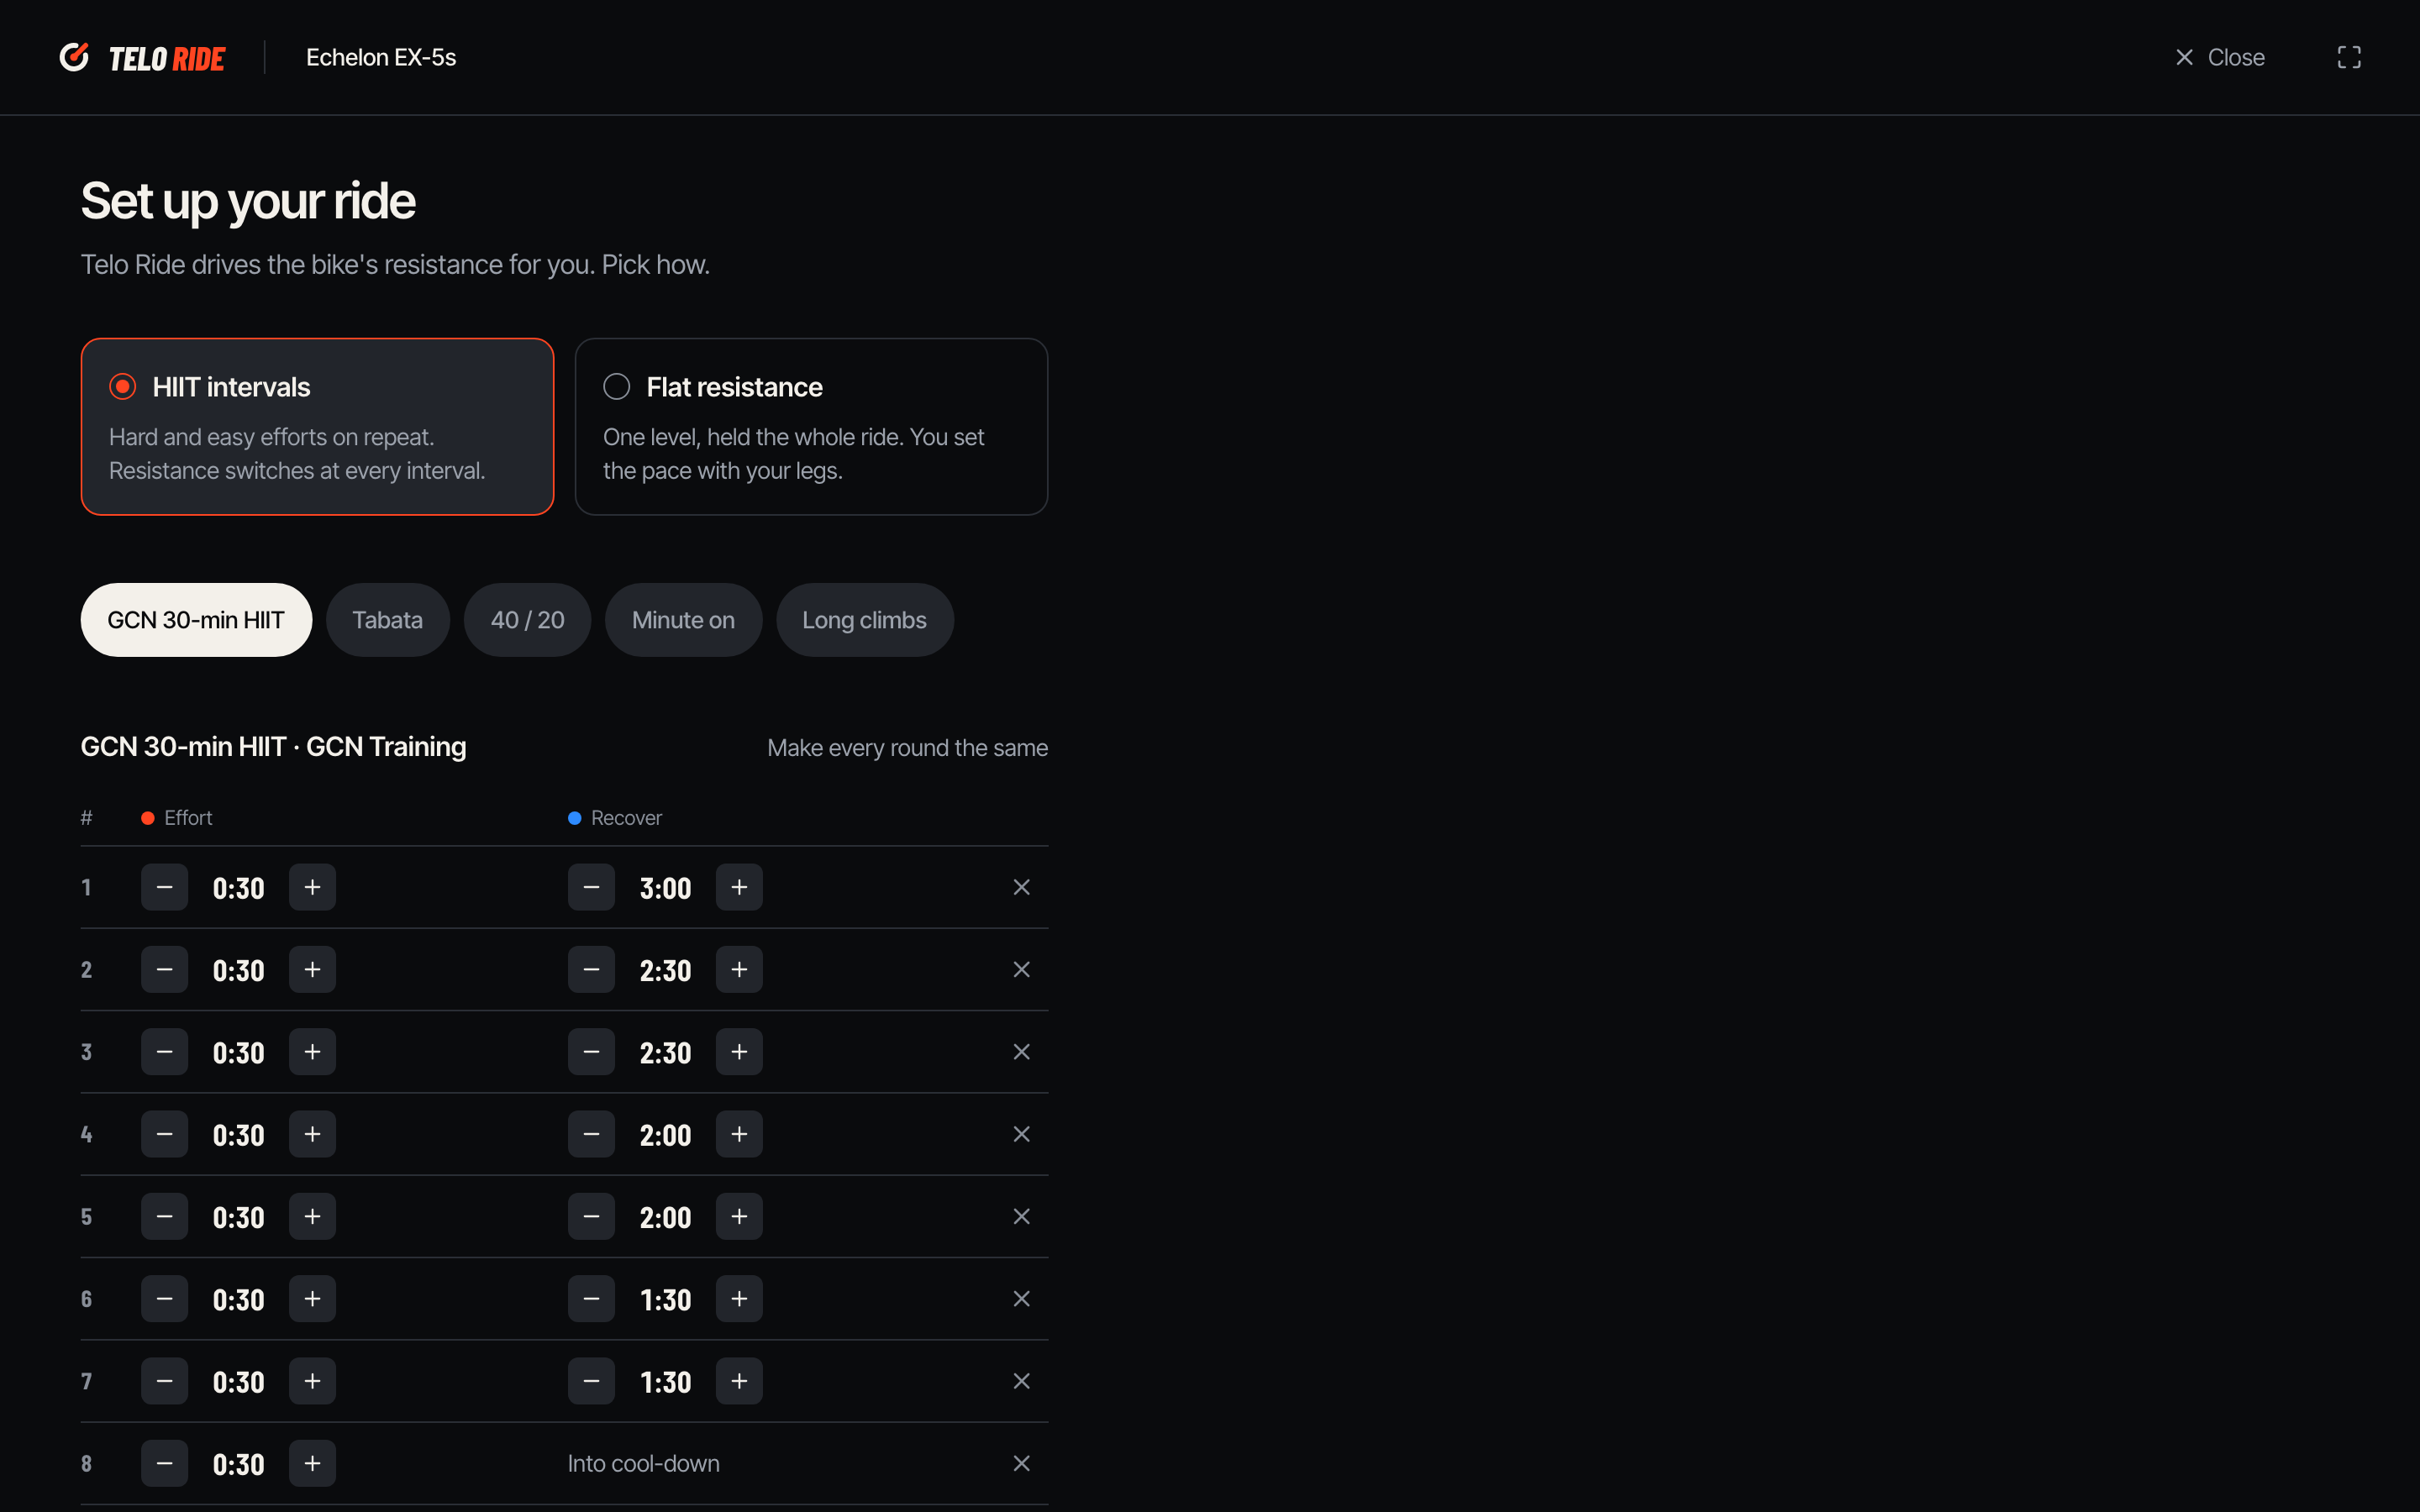 TELO RIDE
Echelon EX-5s
Close
Set up your ride
Telo Ride drives the bike's resistance for you. Pick how.
HIIT intervals
Hard and easy efforts on repeat.
Resistance switches at every interval.
Flat resistance
One level, held the whole ride. You set
the pace with your legs.
GCN 30-min HIIT
Tabata
40 / 20
Minute on
Long climbs
GCN 30-min HIIT · GCN Training
Make every round the same
# Effort Recover
1 − 0:30 + − 3:00 +
2 − 0:30 + − 2:30 +
3 − 0:30 + − 2:30 +
4 − 0:30 + − 2:00 +
5 − 0:30 + − 2:00 +
6 − 0:30 + − 1:30 +
7 − 0:30 + − 1:30 +
8 − 0:30 + Into cool-down